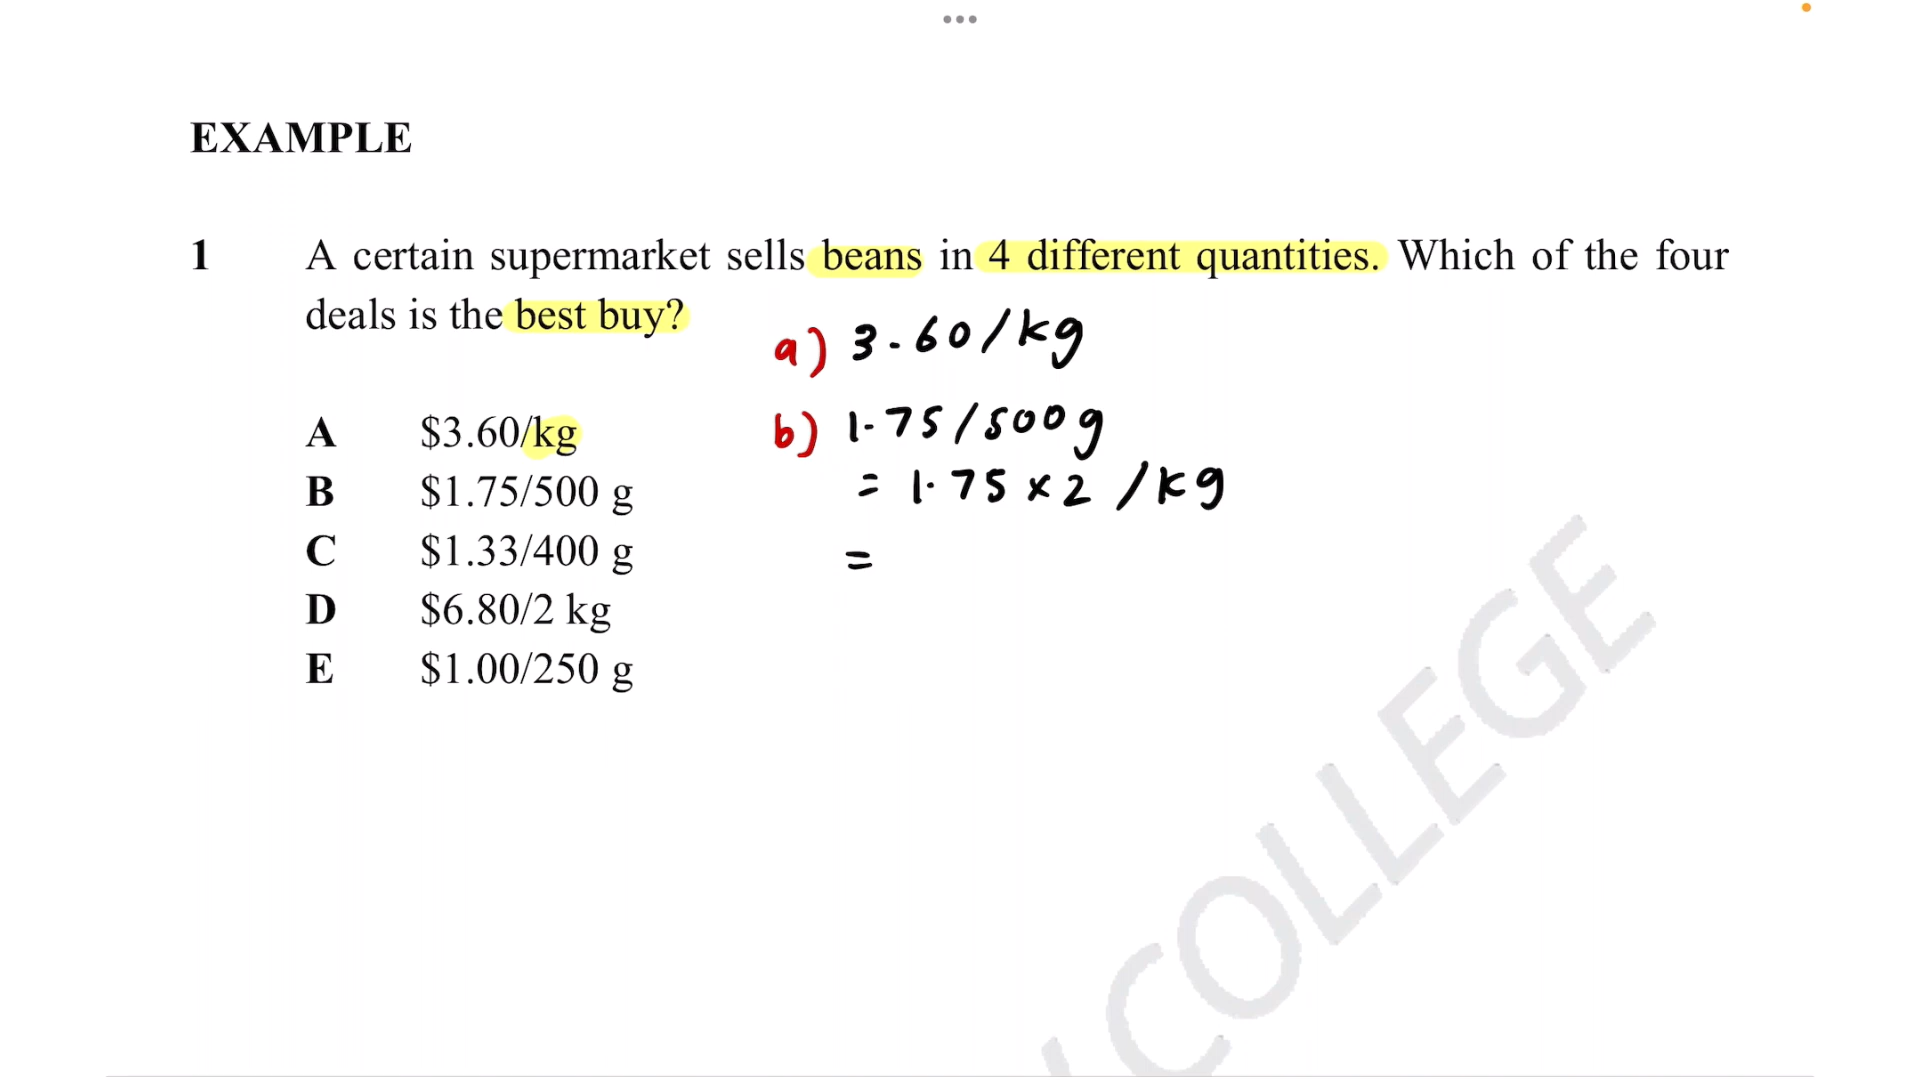 EXAMPLE
1 A certain supermarket sells beans in 4 different quantities. Which of the four
deals is the best buy?
A $3.60/kg
B $1.75/500 g
C $1.33/400 g
D $6.80/2 kg
E $1.00/250 g
a) 3.60/kg
b) 1.75/500g
= 1.75 × 2 /kg
=
COLLEGE